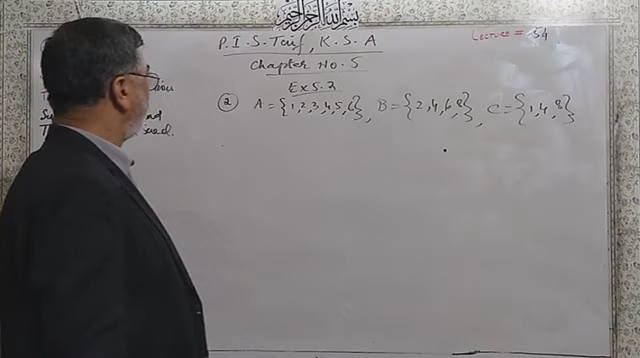 بسم الله الرحمن الرحيم
P.I.S.Taif, K.S.A
Lecture = 54
Chapter No. 5
Ex 5.2
② A = {1,2,3,4,5,6}, B = {2,4,6,8}, C = {1,4,8}